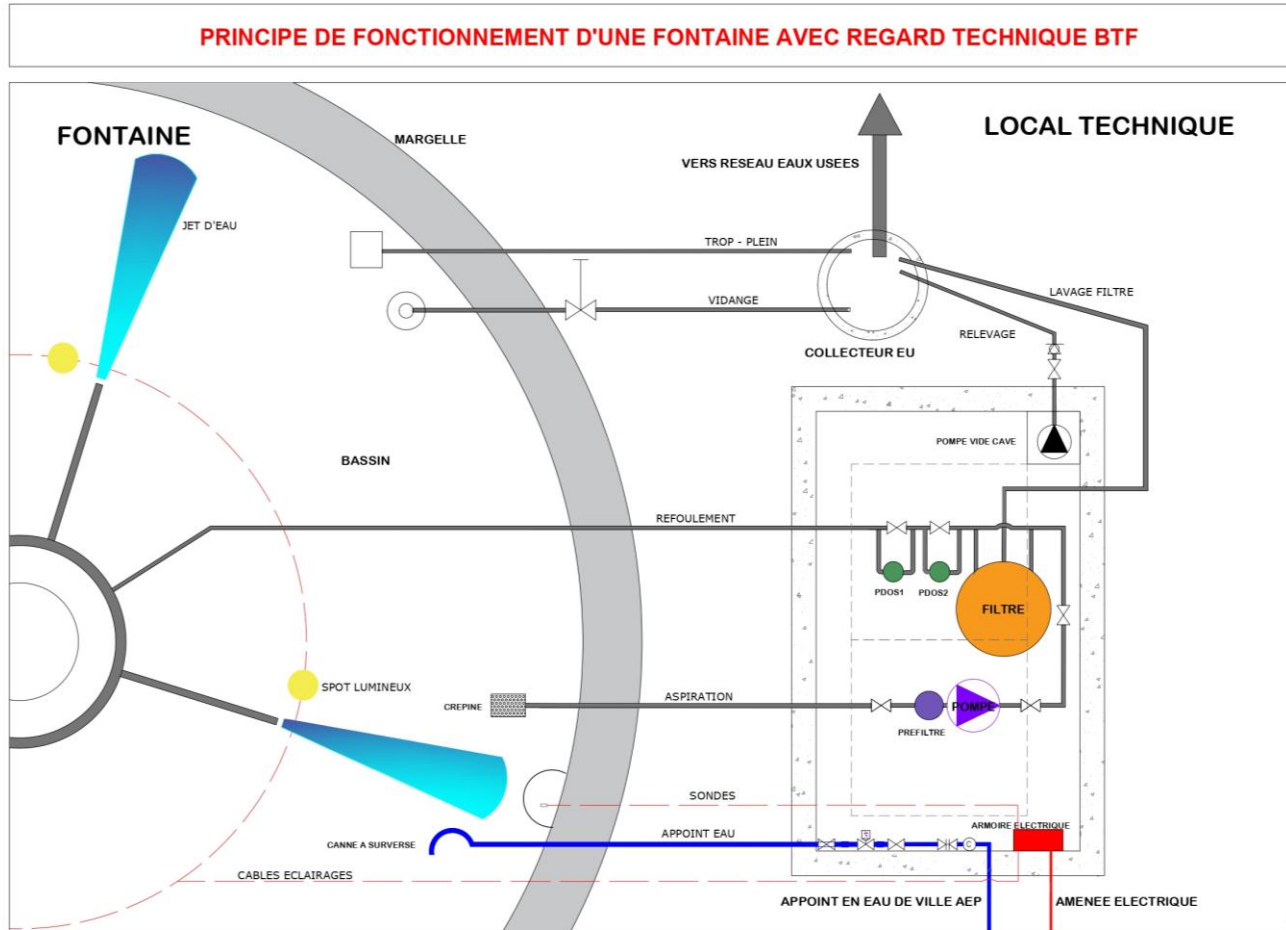 PRINCIPE DE FONCTIONNEMENT D'UNE FONTAINE AVEC REGARD TECHNIQUE BTF
FONTAINE
MARGELLE
LOCAL TECHNIQUE
VERS RESEAU EAUX USEES
JET D'EAU
TROP - PLEIN
LAVAGE FILTRE
VIDANGE
RELEVAGE
COLLECTEUR EU
POMPE VIDE CAVE
BASSIN
REFOULEMENT
PDOS1
PDOS2
FILTRE
SPOT LUMINEUX
ASPIRATION
CREPINE
POMPE
PREFILTRE
SONDES
ARMOIRE ELECTRIQUE
APPOINT EAU
CANNE A SURVERSE
C
CABLES ECLAIRAGES
APPOINT EN EAU DE VILLE AEP
AMENEE ELECTRIQUE